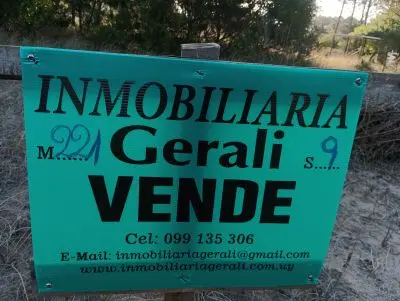 INMOBILIARIA
M 221 Gerali S 9
VENDE
Cel: 099 135 306
E-Mail: inmobiliariagerali@gmail.com
www.inmobiliariagerali.com.uy